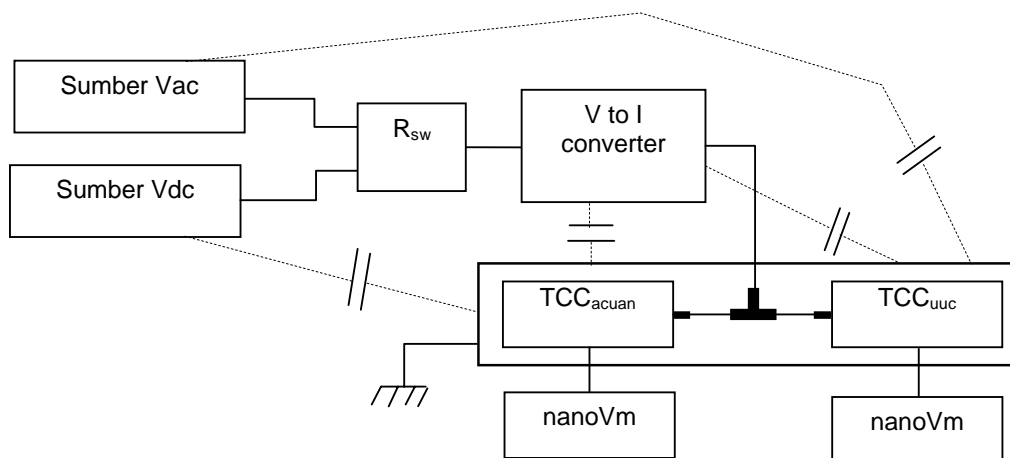 Sumber Vac
Sumber Vdc
Rsw
V to I
converter
TCCacuan
TCCuuc
nanoVm
nanoVm